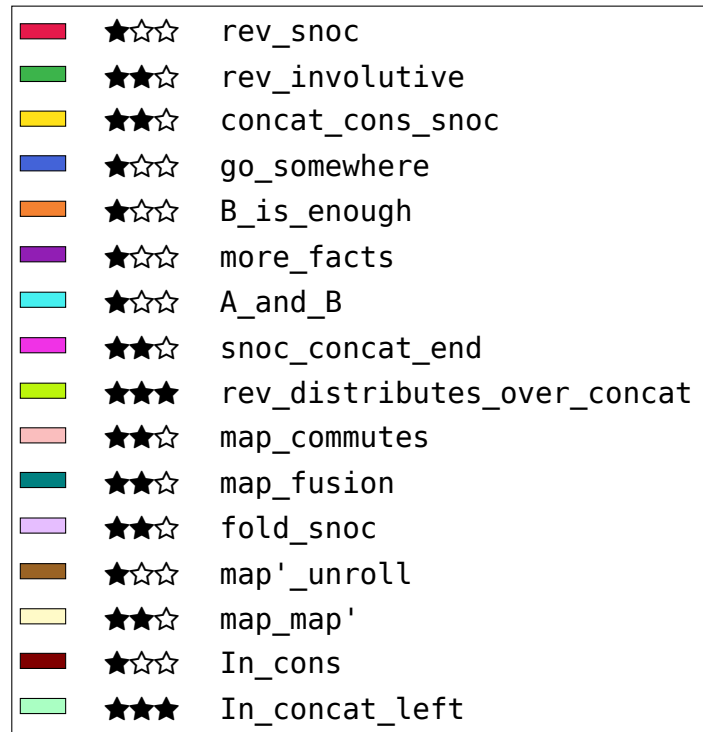 ★☆☆ rev_snoc
★★☆ rev_involutive
★★☆ concat_cons_snoc
★☆☆ go_somewhere
★☆☆ B_is_enough
★☆☆ more_facts
★☆☆ A_and_B
★★☆ snoc_concat_end
★★★ rev_distributes_over_concat
★★☆ map_commutes
★★☆ map_fusion
★★☆ fold_snoc
★☆☆ map'_unroll
★★☆ map_map'
★☆☆ In_cons
★★★ In_concat_left